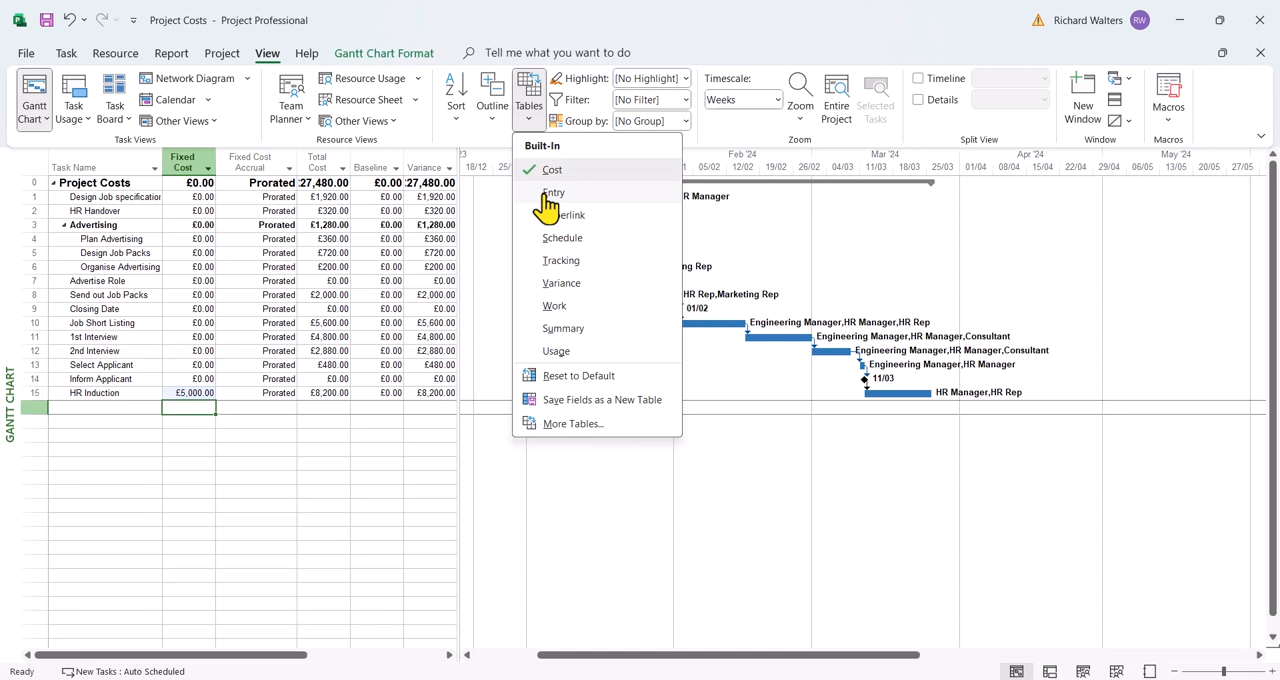 Project Costs - Project Professional
Richard Walters RW
File Task Resource Report Project View Help Gantt Chart Format Tell me what you want to do
Gantt Chart
Task Usage
Task Board
Network Diagram
Calendar
Other Views
Task Views
Team Planner
Resource Usage
Resource Sheet
Other Views
Resource Views
Sort
Outline
Tables
Highlight: [No Highlight]
Filter: [No Filter]
Group by: [No Group]
Timescale:
Weeks
Zoom
Entire Project
Selected Tasks
Zoom
Timeline
Details
Split View
New Window
Window
Macros
Macros
Built-In
Cost
Entry
Schedule
Tracking
Variance
Work
Summary
Usage
Reset to Default
Save Fields as a New Table
More Tables...
Task Name Fixed Cost Fixed Cost Accrual Total Cost Baseline Variance
0 Project Costs £0.00 Prorated :27,480.00 £0.00 :27,480.00
1 Design Job specification £0.00 Prorated £1,920.00 £0.00 £1,920.00
2 HR Handover £0.00 Prorated £320.00 £0.00 £320.00
3 Advertising £0.00 Prorated £1,280.00 £0.00 £1,280.00
4 Plan Advertising £0.00 Prorated £360.00 £0.00 £360.00
5 Design Job Packs £0.00 Prorated £720.00 £0.00 £720.00
6 Organise Advertising £0.00 Prorated £200.00 £0.00 £200.00
7 Advertise Role £0.00 Prorated £0.00 £0.00 £0.00
8 Send out Job Packs £0.00 Prorated £2,000.00 £0.00 £2,000.00
9 Closing Date £0.00 Prorated £0.00 £0.00 £0.00
10 Job Short Listing £0.00 Prorated £5,600.00 £0.00 £5,600.00
11 1st Interview £0.00 Prorated £4,800.00 £0.00 £4,800.00
12 2nd Interview £0.00 Prorated £2,880.00 £0.00 £2,880.00
13 Select Applicant £0.00 Prorated £480.00 £0.00 £480.00
14 Inform Applicant £0.00 Prorated £0.00 £0.00 £0.00
15 HR Induction £5,000.00 Prorated £8,200.00 £0.00 £8,200.00
GANTT CHART
'23 Feb '24 Mar '24 Apr '24 May '24
18/12 25/ 05/02 12/02 19/02 26/02 04/03 11/03 18/03 25/03 01/04 08/04 15/04 22/04 29/04 06/05 13/05 20/05 27/05
R Manager
ng Rep
HR Rep,Marketing Rep
01/02
Engineering Manager,HR Manager,HR Rep
Engineering Manager,HR Manager,Consultant
Engineering Manager,HR Manager,Consultant
Engineering Manager,HR Manager
11/03
HR Manager,HR Rep
Ready New Tasks : Auto Scheduled